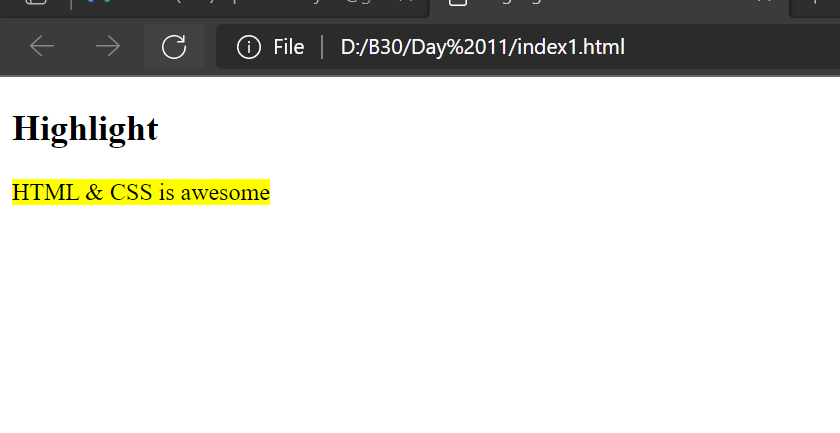 File | D:/B30/Day%2011/index1.html
Highlight
HTML & CSS is awesome